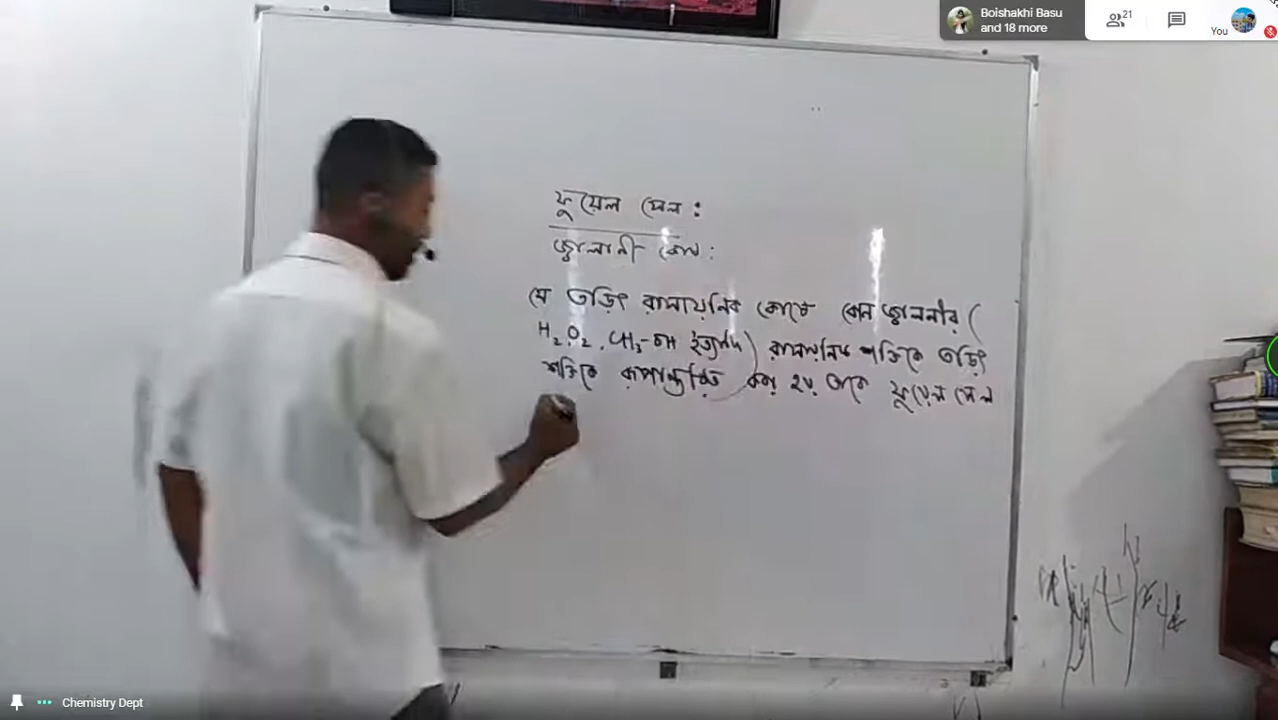 Boishakhi Basu
and 18 more
21
You
ফুয়েল সেল :
জ্বালানী কোষ :
যে তড়িৎ রাসায়নিক কোষে কোন জ্বালনীর (
H₂, O₂, CH₃-OH ইত্যাদি) রাসায়নিক শক্তিকে তড়িৎ
শক্তিকে রূপান্তরিত করা হয় তাকে ফুয়েল সেল
Chemistry Dept